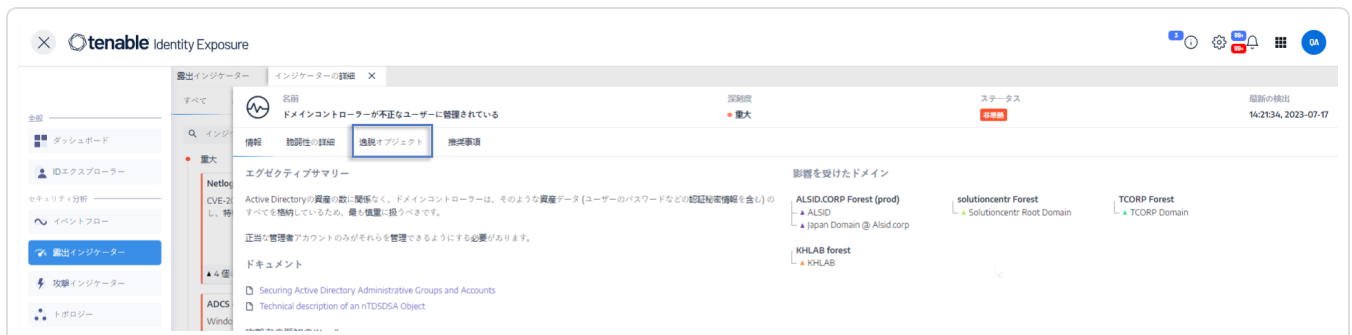 tenable Identity Exposure
3
99+
99+
QA
露出インジケーター
インジケーターの詳細
すべて
名前
ドメインコントローラーが不正なユーザーに管理されている
深刻度
重大
ステータス
非準拠
最新の検出
14:21:34, 2023-07-17
全般
ダッシュボード
IDエクスプローラー
セキュリティ分析
イベントフロー
露出インジケーター
攻撃インジケーター
トポロジー
インジ
重大
Netlog
CVE-20
し、特
4 個
ADCS
Windo
情報
脆弱性の詳細
逸脱オブジェクト
推奨事項
エグゼクティブサマリー
Active Directoryの資産の数に関係なく、ドメインコントローラーは、そのような資産データ (ユーザーのパスワードなどの認証秘密情報を含む) の
すべてを格納しているため、最も慎重に扱うべきです。
正当な管理者アカウントのみがそれらを管理できるようにする必要があります。
ドキュメント
Securing Active Directory Administrative Groups and Accounts
Technical description of an nTDSDSA Object
影響を受けたドメイン
ALSID.CORP Forest (prod)
ALSID
Japan Domain @ Alsid.corp
solutioncentr Forest
Solutioncentr Root Domain
TCORP Forest
TCORP Domain
KHLAB forest
KHLAB